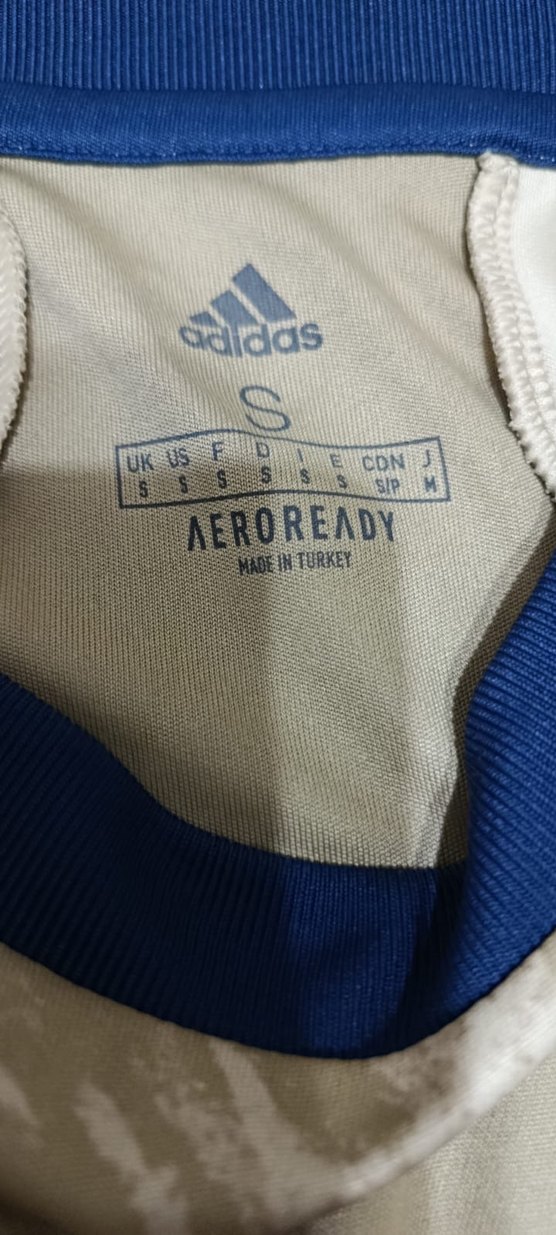 adidas
S
UK US F D I E CDN J
S S S S S S S/P M
AEROREADY
MADE IN TURKEY